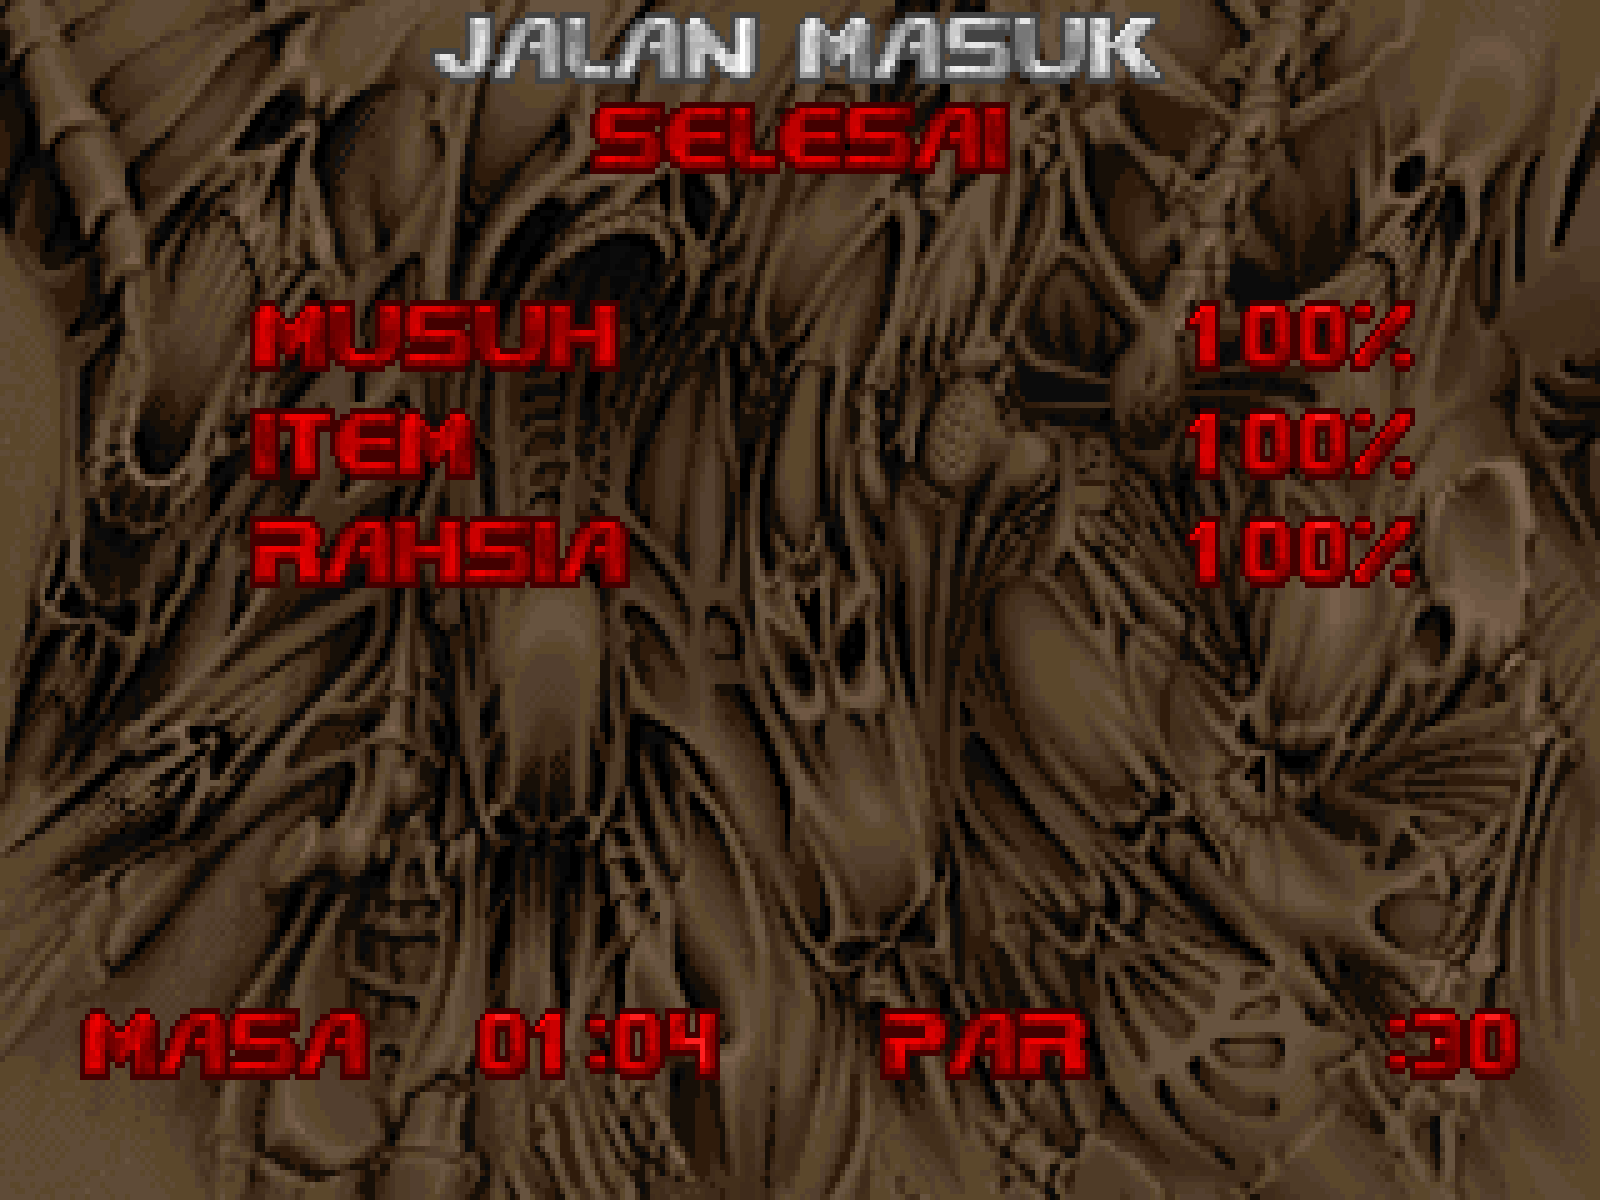 JALAN MASUK
SELESAI
MUSUH 100%
ITEM 100%
RAHSIA 100%
MASA 01:04 PAR :30